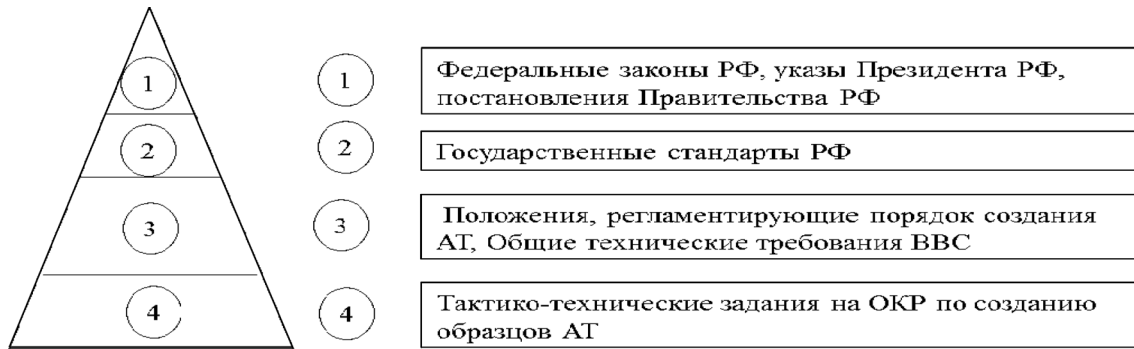 1
1
Федеральные законы РФ, указы Президента РФ,
постановления Правительства РФ
2
2
Государственные стандарты РФ
3
3
Положения, регламентирующие порядок создания
АТ, Общие технические требования ВВС
4
4
Тактико-технические задания на ОКР по созданию
образцов АТ